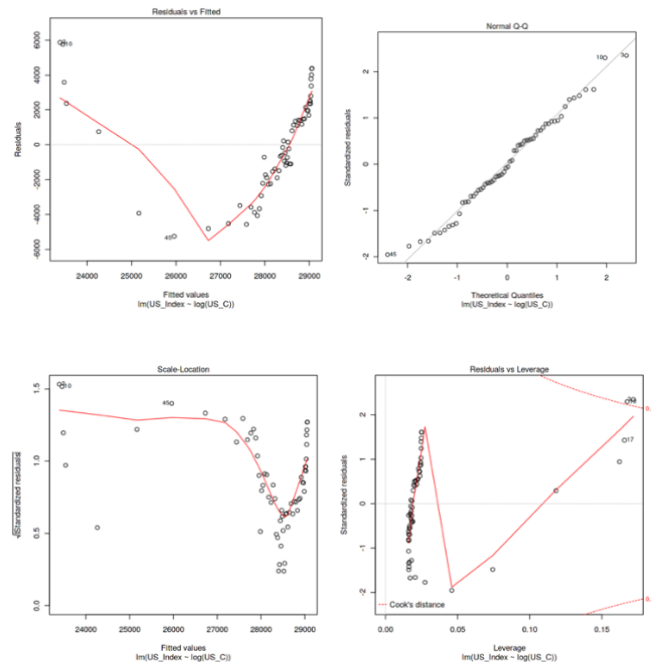 Residuals vs Fitted
Residuals
6000
4000
2000
0
-2000
-4000
-6000
45
24000 25000 26000 27000 28000 29000
Fitted values
lm(US_Index ~ log(US_C))
Normal Q-Q
Standardized residuals
2
1
0
-1
-2
45
-2 -1 0 1 2
Theoretical Quantiles
lm(US_Index ~ log(US_C))
Scale-Location
√|Standardized residuals|
1.5
1.0
0.5
0.0
45
24000 25000 26000 27000 28000 29000
Fitted values
lm(US_Index ~ log(US_C))
Residuals vs Leverage
Standardized residuals
2
1
0
-1
-2
17
Cook's distance
0.00 0.05 0.10 0.15
Leverage
lm(US_Index ~ log(US_C))